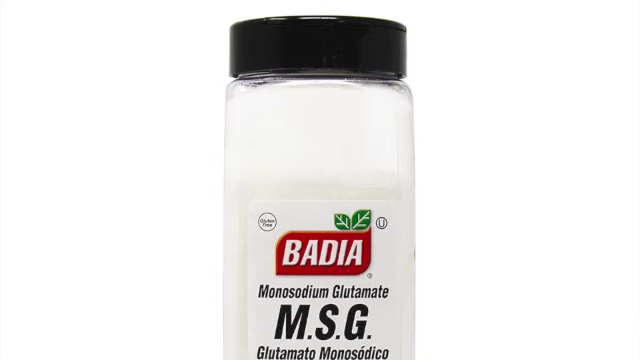 Gluten
Free
U
BADIA
®
Monosodium Glutamate
M.S.G.
Glutamato Monosódico